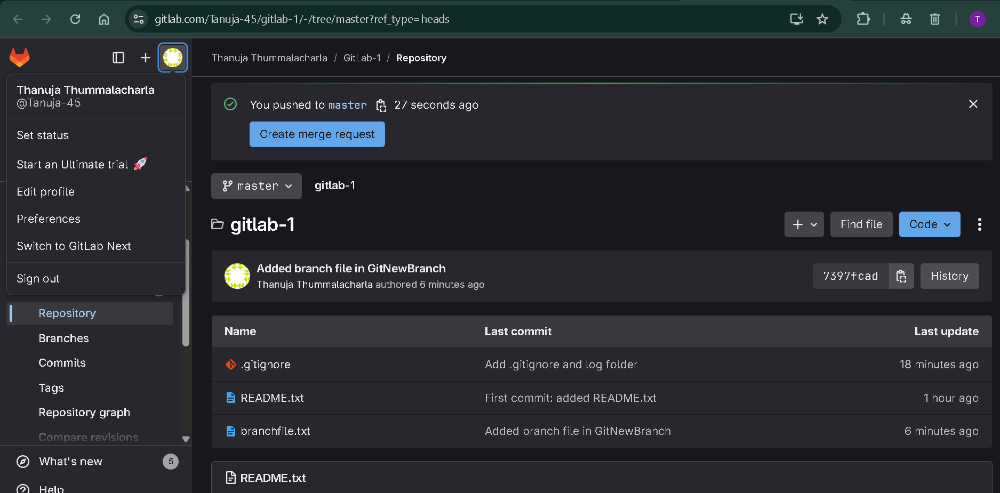 gitlab.com/Tanuja-45/gitlab-1/-/tree/master?ref_type=heads
T
Thanuja Thummalacharla / GitLab-1 / Repository
Thanuja Thummalacharla
@Tanuja-45
Set status
Start an Ultimate trial 🚀
Edit profile
Preferences
Switch to GitLab Next
Sign out
Repository
Branches
Commits
Tags
Repository graph
Compare revisions
What's new 5
Help
You pushed to master 27 seconds ago
Create merge request
master gitlab-1
gitlab-1
Find file Code
Added branch file in GitNewBranch
Thanuja Thummalacharla authored 6 minutes ago
7397fcad History
Name Last commit Last update
.gitignore Add .gitignore and log folder 18 minutes ago
README.txt First commit: added README.txt 1 hour ago
branchfile.txt Added branch file in GitNewBranch 6 minutes ago
README.txt